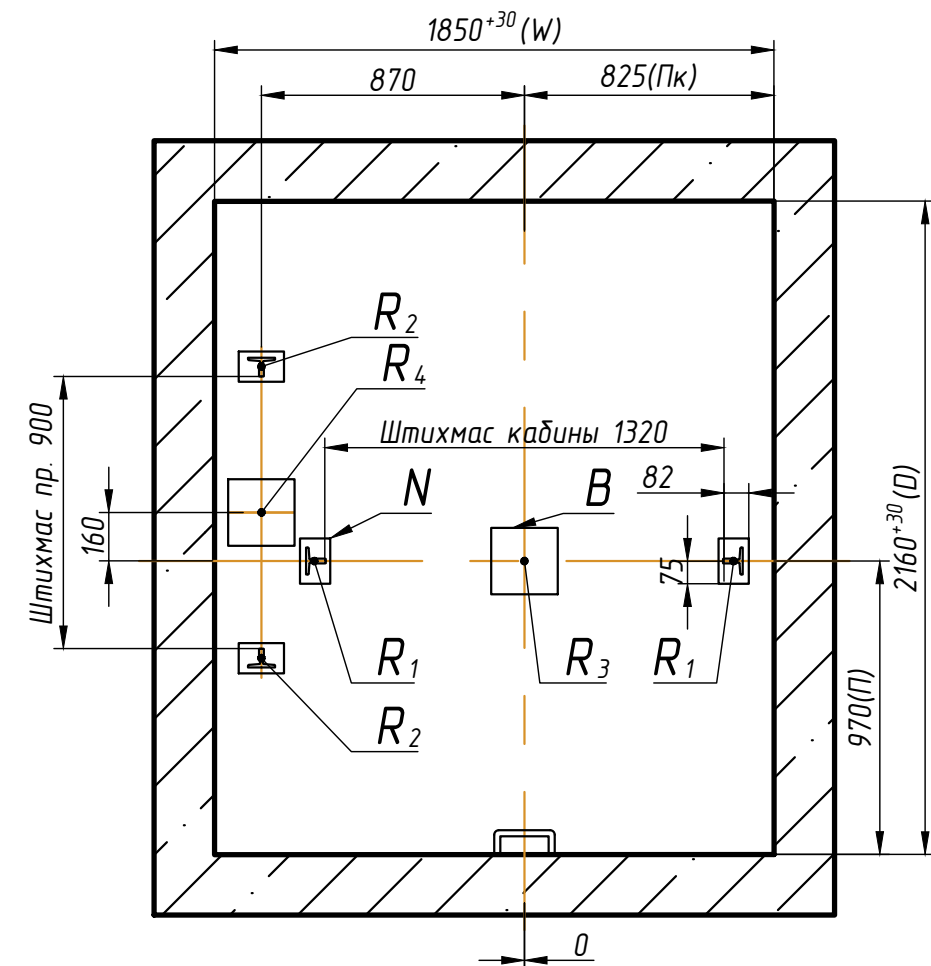 1850⁺³⁰(W)
870
825(Пк)
R₂
R₄
Штихмас пр. 900
Штихмас кабины 1320
160
N
B
82
75
2160⁺³⁰(D)
R₁
R₃
R₁
970(П)
R₂
0